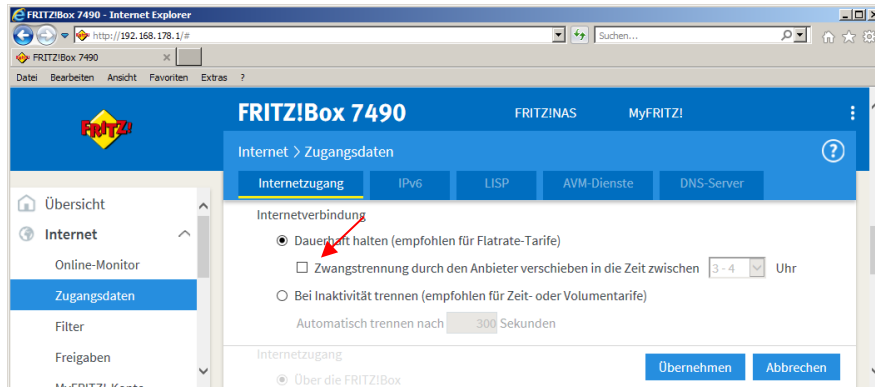 FRITZ!Box 7490 - Internet Explorer
http://192.168.178.1/# Suchen...
FRITZ!Box 7490
Datei Bearbeiten Ansicht Favoriten Extras ?
FRITZ! FRITZ!Box 7490 FRITZ!NAS MyFRITZ!
Internet > Zugangsdaten ?
Internetzugang IPv6 LISP AVM-Dienste DNS-Server
Übersicht
Internet
Online-Monitor
Zugangsdaten
Filter
Freigaben
MyFRITZ!-Konto
Internetverbindung
Dauerhaft halten (empfohlen für Flatrate-Tarife)
Zwangstrennung durch den Anbieter verschieben in die Zeit zwischen 3 - 4 Uhr
Bei Inaktivität trennen (empfohlen für Zeit- oder Volumentarife)
Automatisch trennen nach 300 Sekunden
Internetzugang
Über die FRITZ!Box
Übernehmen Abbrechen